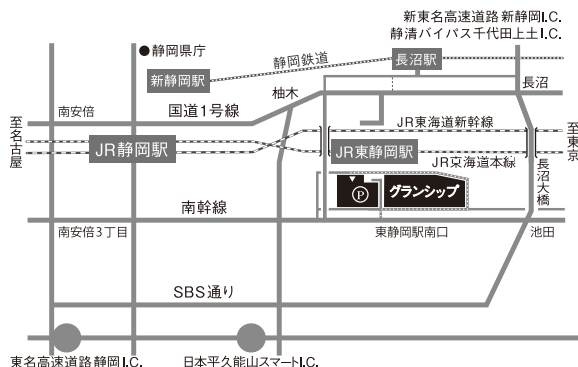 新東名高速道路 新静岡I.C.
静清バイパス千代田上土I.C.
●静岡県庁
静岡鉄道
長沼駅
新静岡駅
柚木
長沼
南安倍
国道1号線
JR東海道新幹線
至名古屋
JR静岡駅
JR東静岡駅
至東京
JR東海道本線
長沼大橋
P
グランシップ
南幹線
南安倍3丁目
東静岡駅南口
池田
SBS通り
東名高速道路 静岡I.C.
日本平久能山スマートI.C.